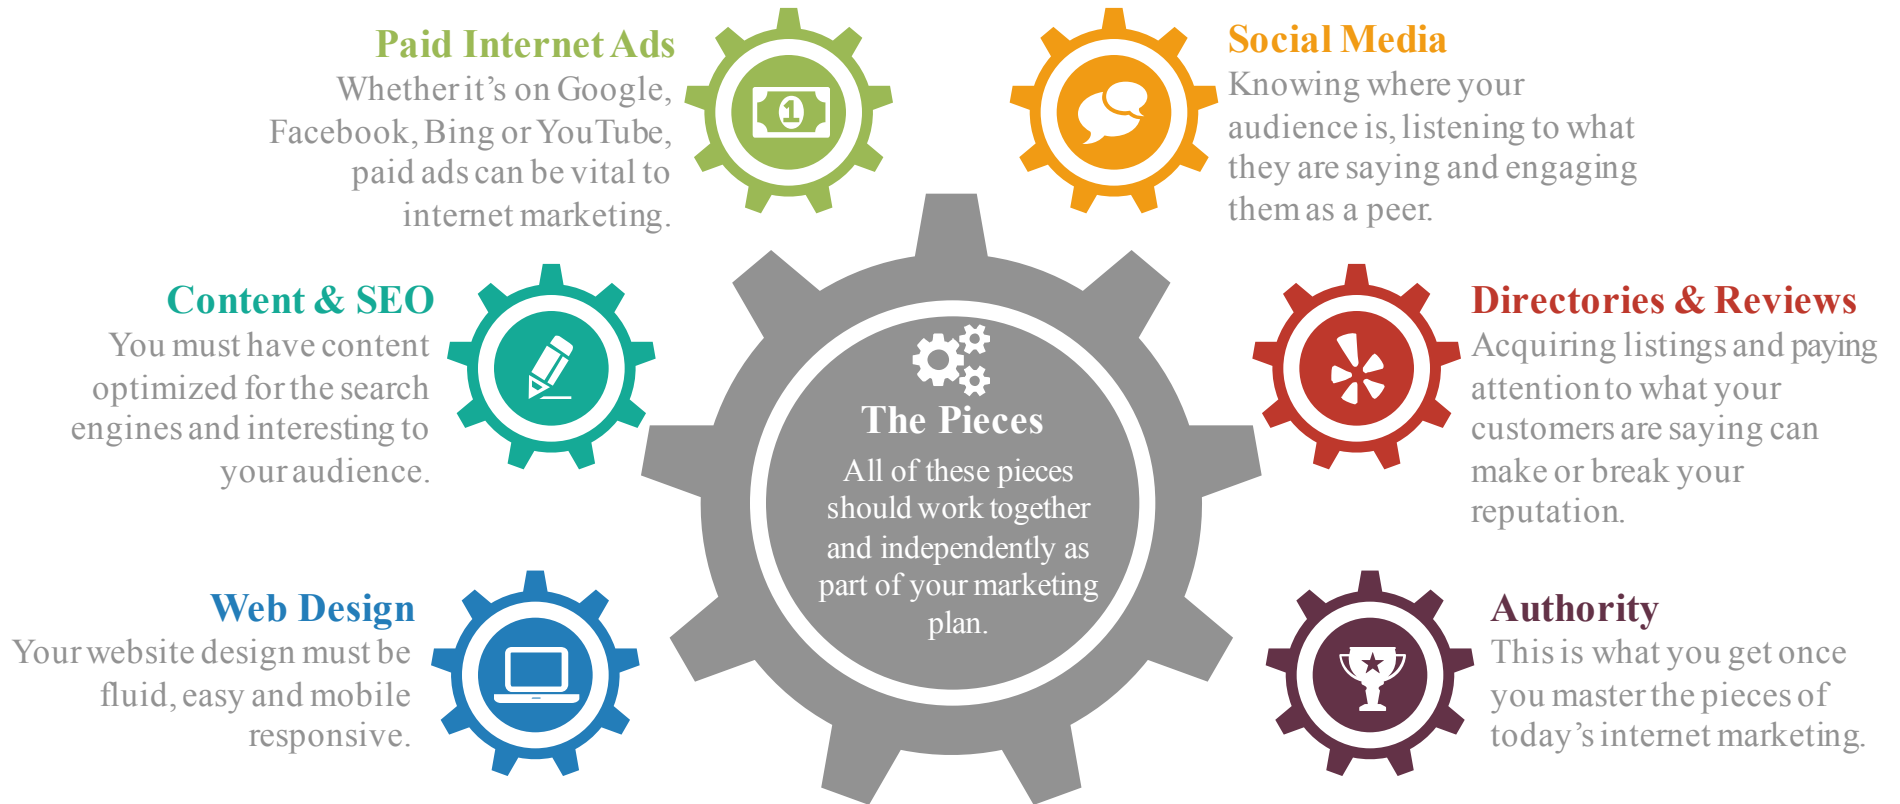 Paid Internet Ads
Whether it’s on Google,
Facebook, Bing or YouTube,
paid ads can be vital to
internet marketing.
1
Social Media
Knowing where your
audience is, listening to what
they are saying and engaging
them as a peer.
Content & SEO
You must have content
optimized for the search
engines and interesting to
your audience.
Directories & Reviews
Acquiring listings and paying
attention to what your
customers are saying can
make or break your
reputation.
The Pieces
All of these pieces
should work together
and independently as
part of your marketing
plan.
Web Design
Your website design must be
fluid, easy and mobile
responsive.
Authority
This is what you get once
you master the pieces of
today’s internet marketing.